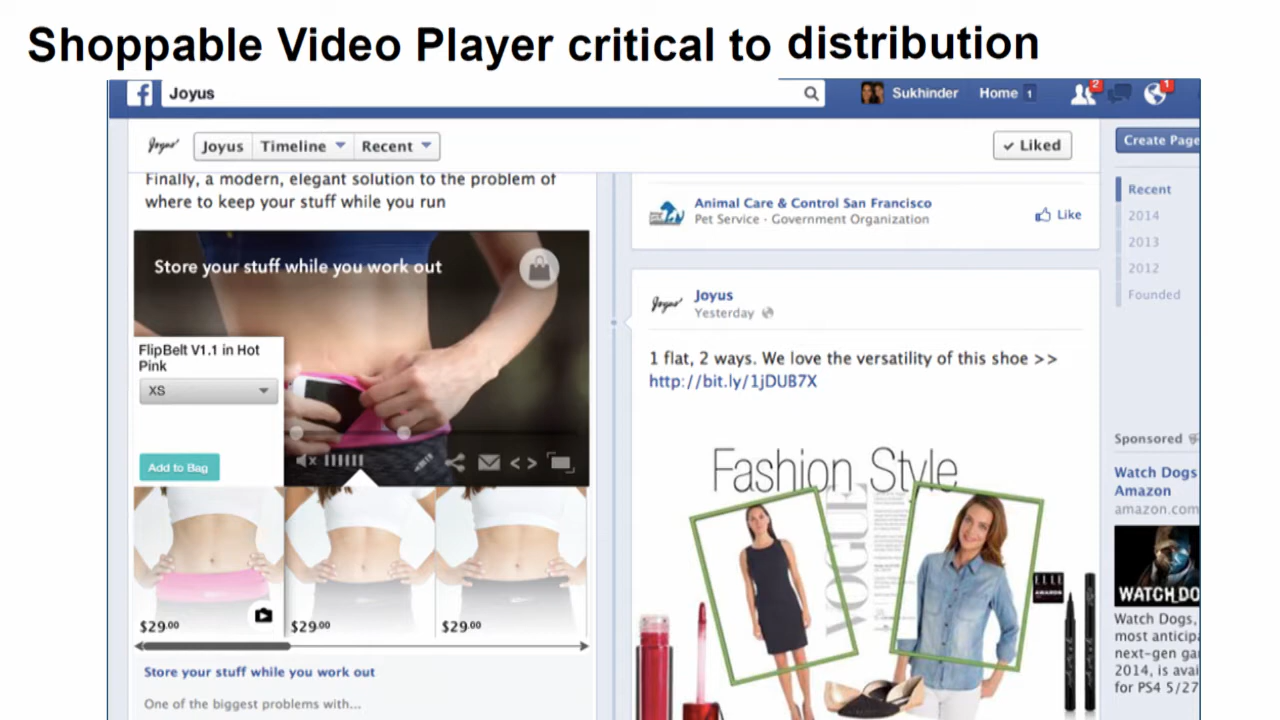 Shoppable Video Player critical to distribution
f Joyus Sukhinder Home 1 2 1
Joyus Joyus Timeline Recent Liked
Create Page
Finally, a modern, elegant solution to the problem of
where to keep your stuff while you run
Store your stuff while you work out
FlipBelt V1.1 in Hot
Pink
XS
Add to Bag
$29.00 $29.00 $29.00
Store your stuff while you work out
One of the biggest problems with...
Animal Care & Control San Francisco
Pet Service · Government Organization
Like
Joyus
Joyus
Yesterday
1 flat, 2 ways. We love the versatility of this shoe >>
http://bit.ly/1jDUB7X
Fashion Style
VOGUE
ELLE
AWARDS
Recent
2014
2013
2012
Founded
Sponsored
Watch Dogs
Amazon
amazon.com
WATCH DO
Watch Dogs,
most anticipa
next-gen ga
2014, is avai
for PS4 5/27